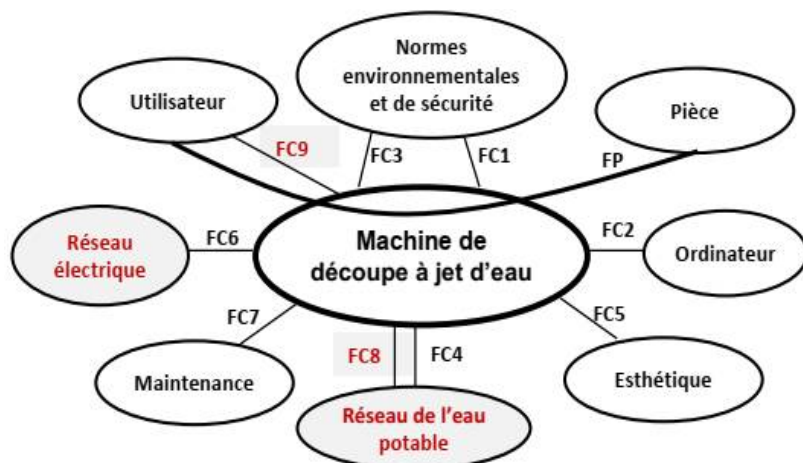 Normes
environnementales
et de sécurité
Utilisateur
Pièce
FC9
FC3
FC1
FP
Réseau
électrique
FC6
Machine de
découpe à jet d'eau
FC2
Ordinateur
FC7
FC5
Maintenance
FC8
FC4
Esthétique
Réseau de l'eau
potable